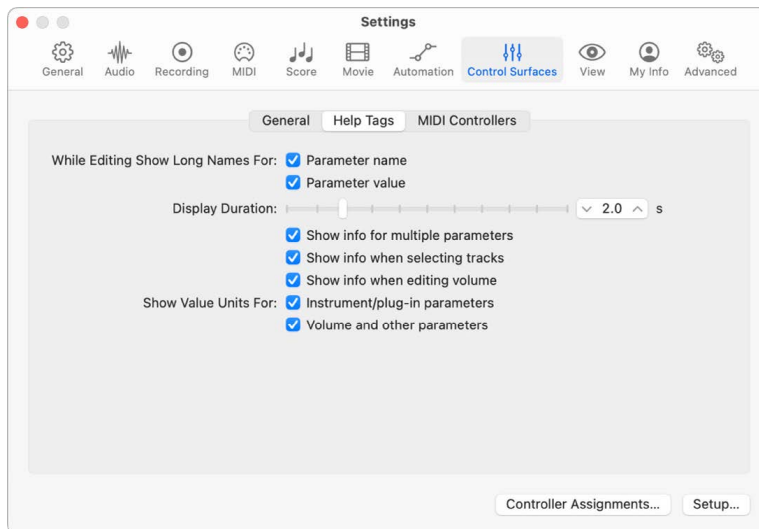 Settings
General Audio Recording MIDI Score Movie Automation Control Surfaces View My Info Advanced
General Help Tags MIDI Controllers
While Editing Show Long Names For: Parameter name
Parameter value
Display Duration: 2.0 s
Show info for multiple parameters
Show info when selecting tracks
Show info when editing volume
Show Value Units For: Instrument/plug-in parameters
Volume and other parameters
Controller Assignments... Setup...